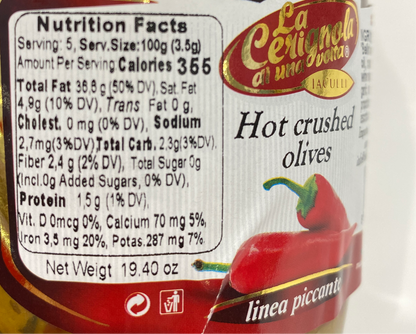 Nutrition Facts
Serving: 5, Serv.Size:100g (3.5g)
Amount Per Serving Calories 355
Total Fat 36,8 g (50% DV), Sat. Fat
4,9g (10% DV), Trans Fat 0 g,
Cholest. 0 mg (0% DV), Sodium
2,7mg(3%DV)Total Carb. 2,3g(3%DV),
Fiber 2,4 g (2% DV), Total Sugar 0g
(Incl.0g Added Sugars, 0% DV),
Protein 1,5g (1% DV),
Vit. D 0mcg 0%, Calcium 70 mg 5%,
Iron 3,5 mg 20%, Potas. 287 mg 7%
Net Weigt 19.40 oz
La
Cerignola
di una volta®
IACULLI
Hot crushed
olives
linea piccante